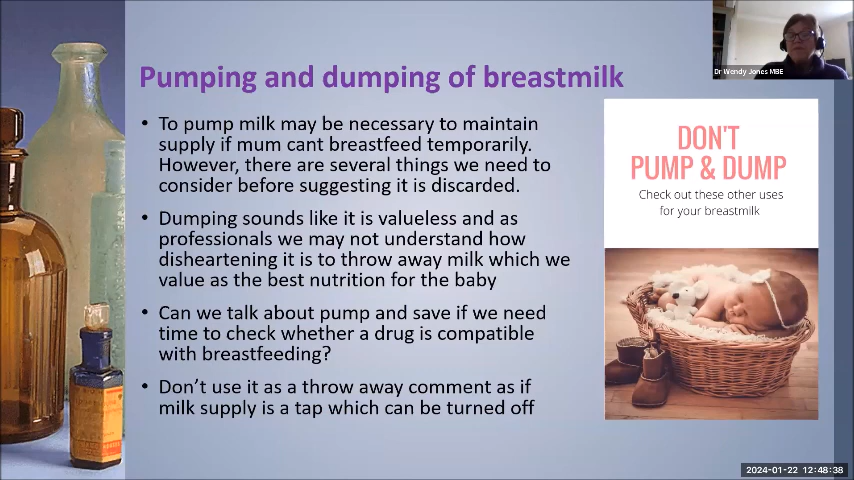 Dr Wendy Jones MBE
Pumping and dumping of breastmilk
• To pump milk may be necessary to maintain
supply if mum cant breastfeed temporarily.
However, there are several things we need to
consider before suggesting it is discarded.
• Dumping sounds like it is valueless and as
professionals we may not understand how
disheartening it is to throw away milk which we
value as the best nutrition for the baby
• Can we talk about pump and save if we need
time to check whether a drug is compatible
with breastfeeding?
• Don’t use it as a throw away comment as if
milk supply is a tap which can be turned off
DON'T
PUMP & DUMP
Check out these other uses
for your breastmilk
2024-01-22 12:48:38